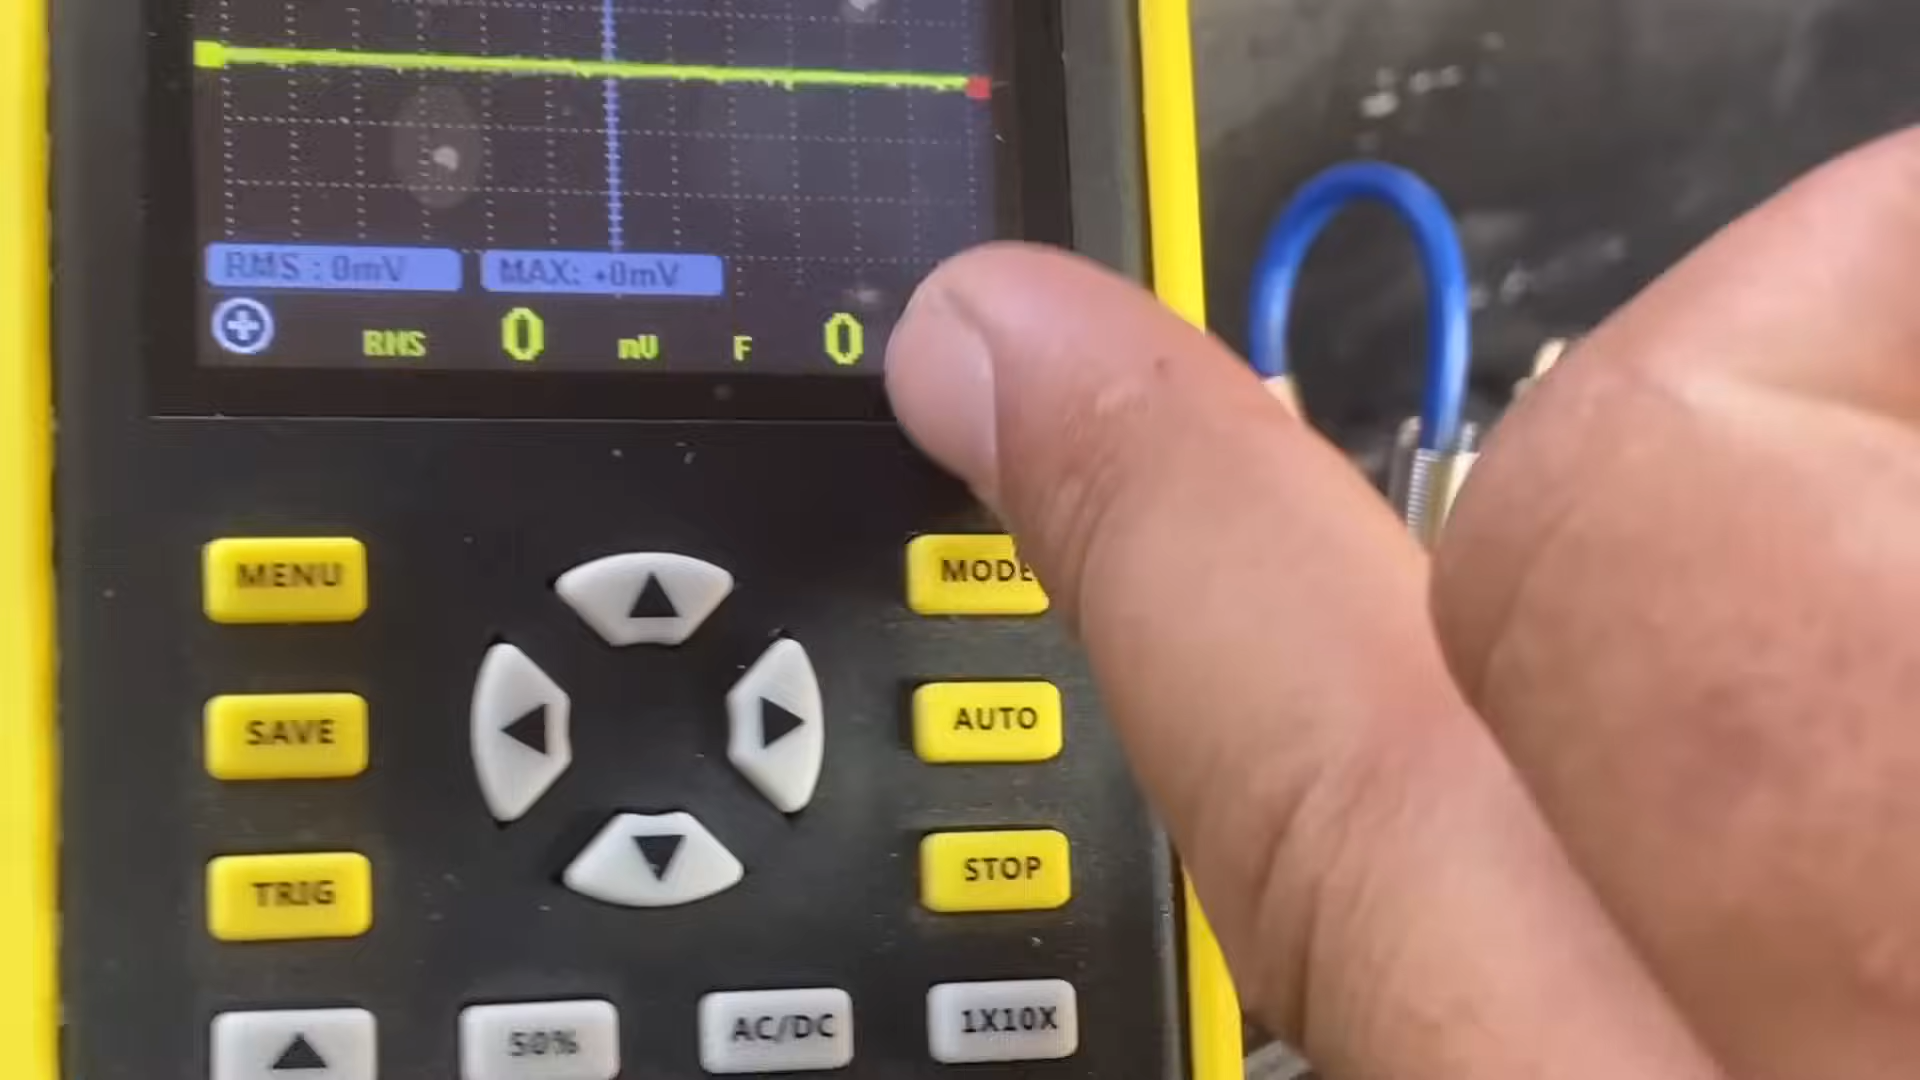 RMS : 0mV MAX: +0mV
RMS 0 mV F 0
MENU
MODE
SAVE
AUTO
TRIG
STOP
50%
AC/DC
1X10X